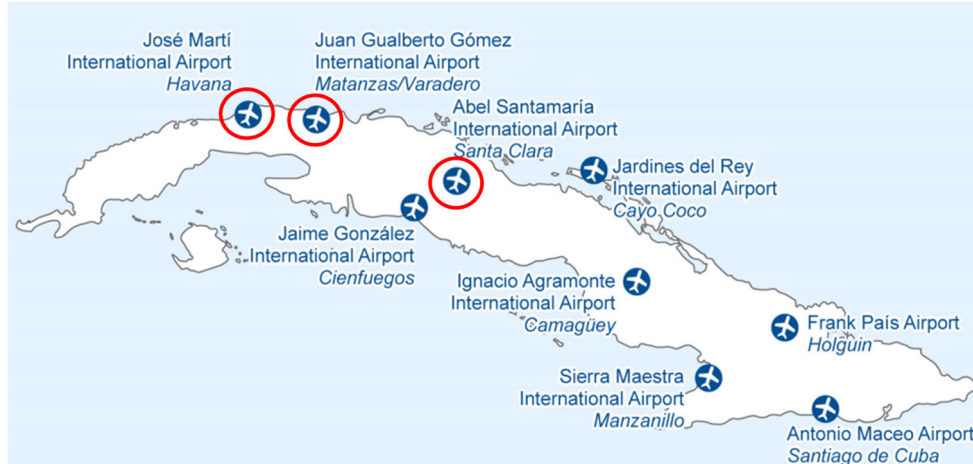 José Martí
International Airport
Havana
Juan Gualberto Gómez
International Airport
Matanzas/Varadero
Abel Santamaría
International Airport
Santa Clara
Jardines del Rey
International Airport
Cayo Coco
Jaime González
International Airport
Cienfuegos
Ignacio Agramonte
International Airport
Camagüey
Frank País Airport
Holguin
Sierra Maestra
International Airport
Manzanillo
Antonio Maceo Airport
Santiago de Cuba